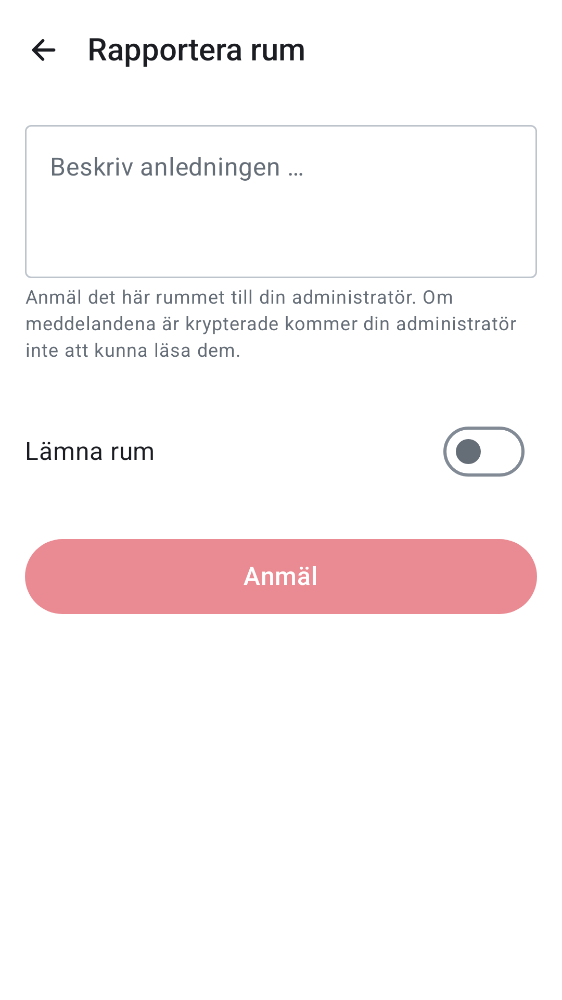 Rapportera rum
Beskriv anledningen …
Anmäl det här rummet till din administratör. Om
meddelandena är krypterade kommer din administratör
inte att kunna läsa dem.
Lämna rum
Anmäl